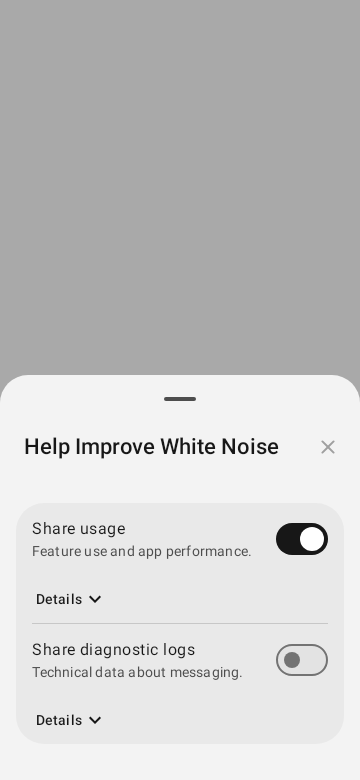 Help Improve White Noise
Share usage
Feature use and app performance.
Details
Share diagnostic logs
Technical data about messaging.
Details